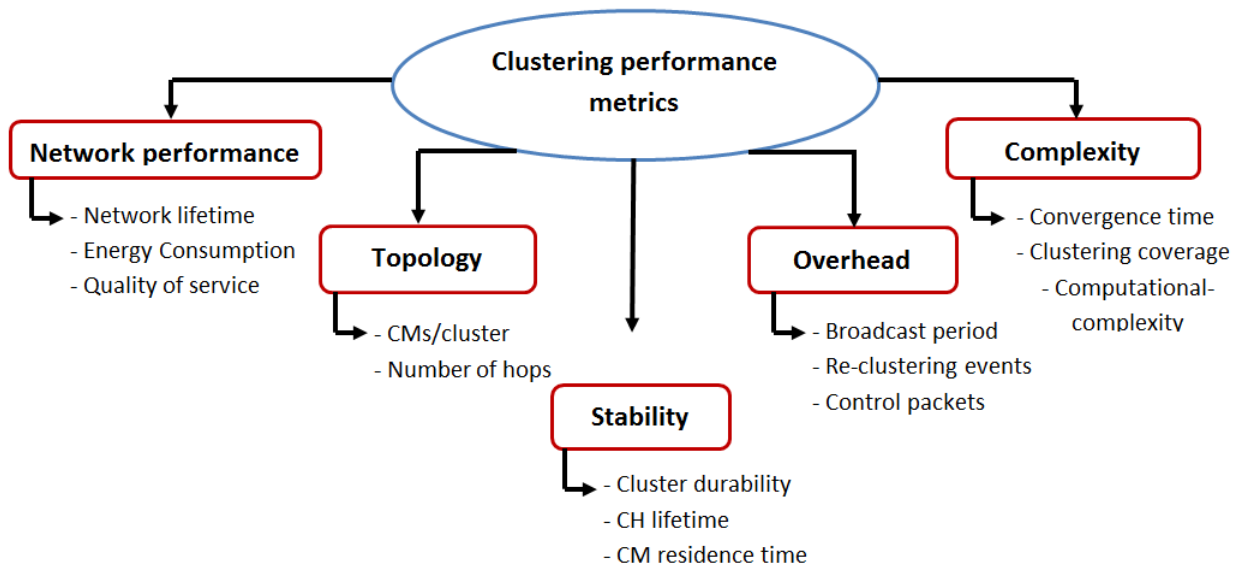 Clustering performance
metrics
Network performance
- Network lifetime
- Energy Consumption
- Quality of service
Topology
- CMs/cluster
- Number of hops
Stability
- Cluster durability
- CH lifetime
- CM residence time
Overhead
- Broadcast period
- Re-clustering events
- Control packets
Complexity
- Convergence time
- Clustering coverage
- Computational-
complexity